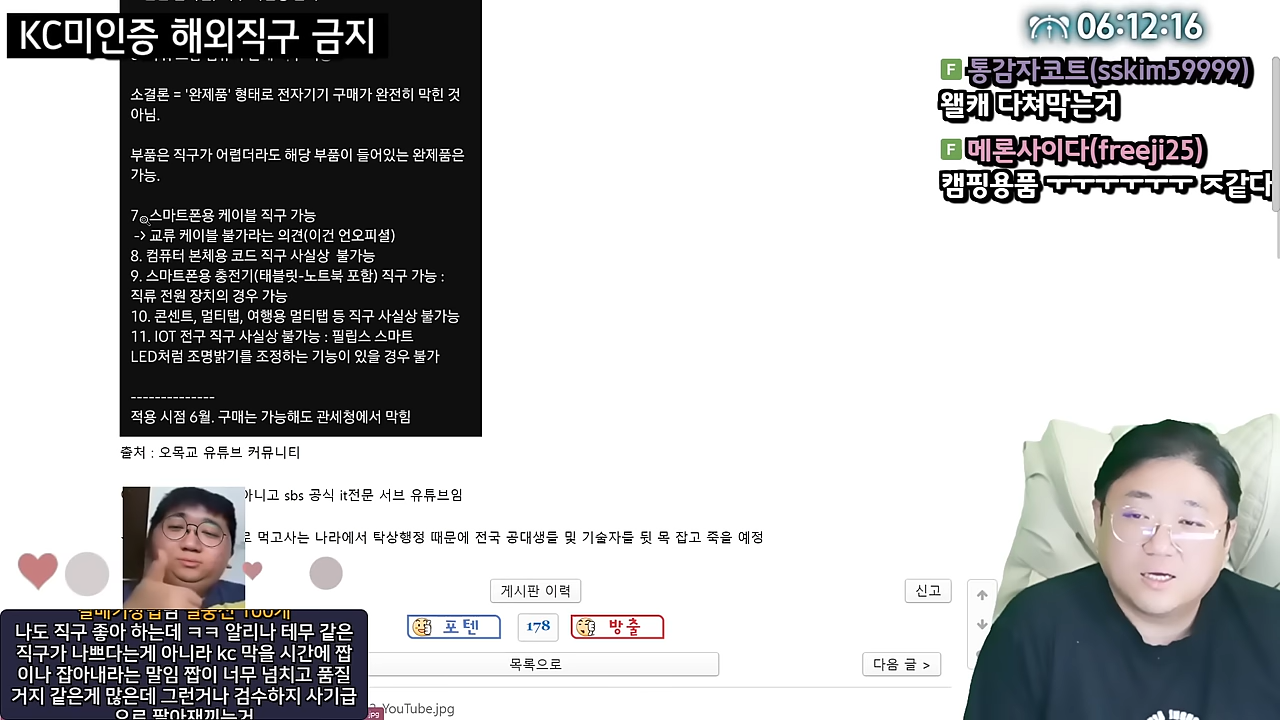 KC미인증 해외직구 금지
06:12:16
소결론 = '완제품' 형태로 전자기기 구매가 완전히 막힌 것
아님.
부품은 직구가 어렵더라도 해당 부품이 들어있는 완제품은
가능.
7. 스마트폰용 케이블 직구 가능
-> 교류 케이블 불가라는 의견(이건 언오피셜)
8. 컴퓨터 본체용 코드 직구 사실상 불가능
9. 스마트폰용 충전기(태블릿-노트북 포함) 직구 가능 :
직류 전원 장치의 경우 가능
10. 콘센트, 멀티탭, 여행용 멀티탭 등 직구 사실상 불가능
11. IOT 전구 직구 사실상 불가능 : 필립스 스마트
LED처럼 조명밝기를 조정하는 기능이 있을 경우 불가
--------------
적용 시점 6월. 구매는 가능해도 관세청에서 막힘
출처 : 오목교 유튜브 커뮤니티
아니고 sbs 공식 it전문 서브 유튜브임
먹고사는 나라에서 탁상행정 때문에 전국 공대생들 및 기술자들 뒷 목 잡고 죽을 예정
게시판 이력
신고
포텐
178
방출
목록으로
다음 글 >
YouTube.jpg
F 통감자코트(sskim59999)
왤캐 다쳐막는거
F 메론사이다(freeji25)
캠핑용품 ㅜㅜㅜㅜㅜㅜㅜ ㅈ같다
별풍선 100개
나도 직구 좋아 하는데 ㅋㅋ 알리나 테무 같은
직구가 나쁘다는게 아니라 kc 막을 시간에 짭
이나 잡아내라는 말임 짭이 너무 넘치고 품질
거지 같은게 많은데 그런거나 검수하지 사기급
으로 팔아재끼는거